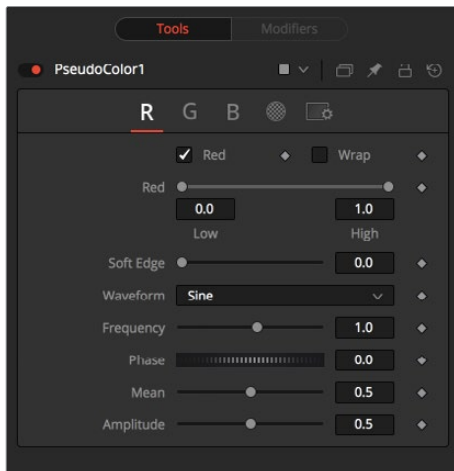 Tools Modifiers
PseudoColor1
R G B
Red Wrap
Red
0.0 1.0
Low High
Soft Edge 0.0
Waveform Sine
Frequency 1.0
Phase 0.0
Mean 0.5
Amplitude 0.5